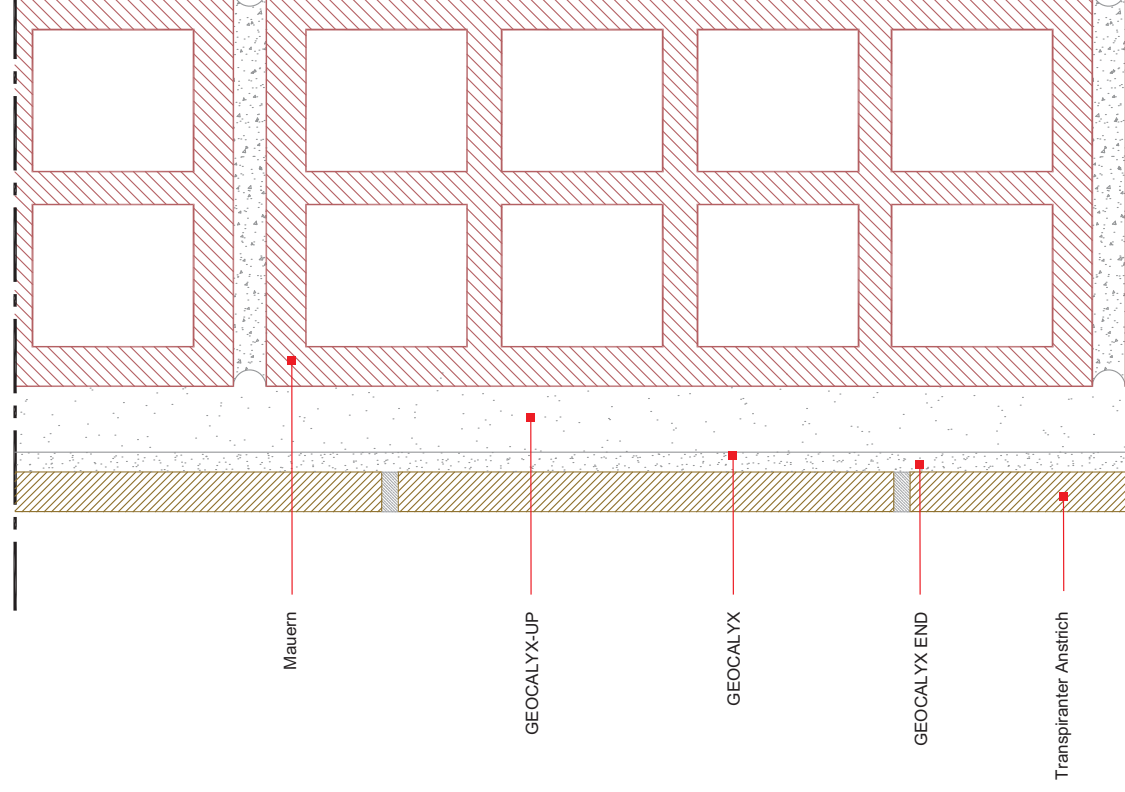 Mauern
GEOCALYX-UP
GEOCALYX
GEOCALYX END
Transpiranter Anstrich